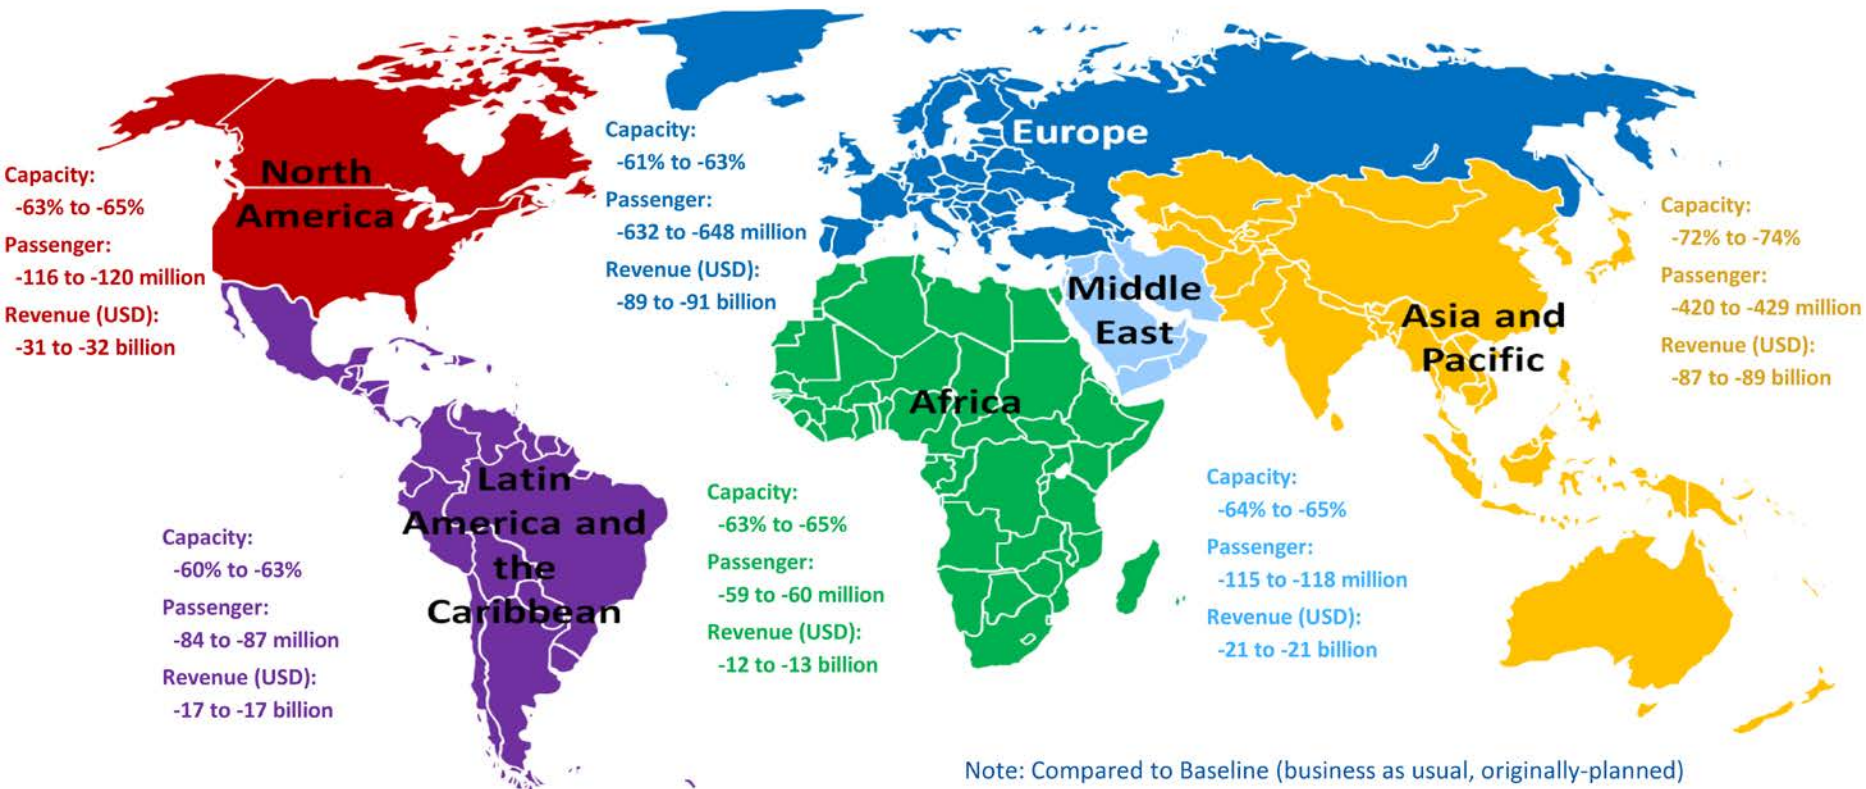 North
America
Capacity:
-63% to -65%
Passenger:
-116 to -120 million
Revenue (USD):
-31 to -32 billion
Capacity:
-61% to -63%
Passenger:
-632 to -648 million
Revenue (USD):
-89 to -91 billion
Europe
Middle
East
Asia and
Pacific
Capacity:
-72% to -74%
Passenger:
-420 to -429 million
Revenue (USD):
-87 to -89 billion
Africa
Latin
America and
the
Caribbean
Capacity:
-60% to -63%
Passenger:
-84 to -87 million
Revenue (USD):
-17 to -17 billion
Capacity:
-63% to -65%
Passenger:
-59 to -60 million
Revenue (USD):
-12 to -13 billion
Capacity:
-64% to -65%
Passenger:
-115 to -118 million
Revenue (USD):
-21 to -21 billion
Note: Compared to Baseline (business as usual, originally-planned)